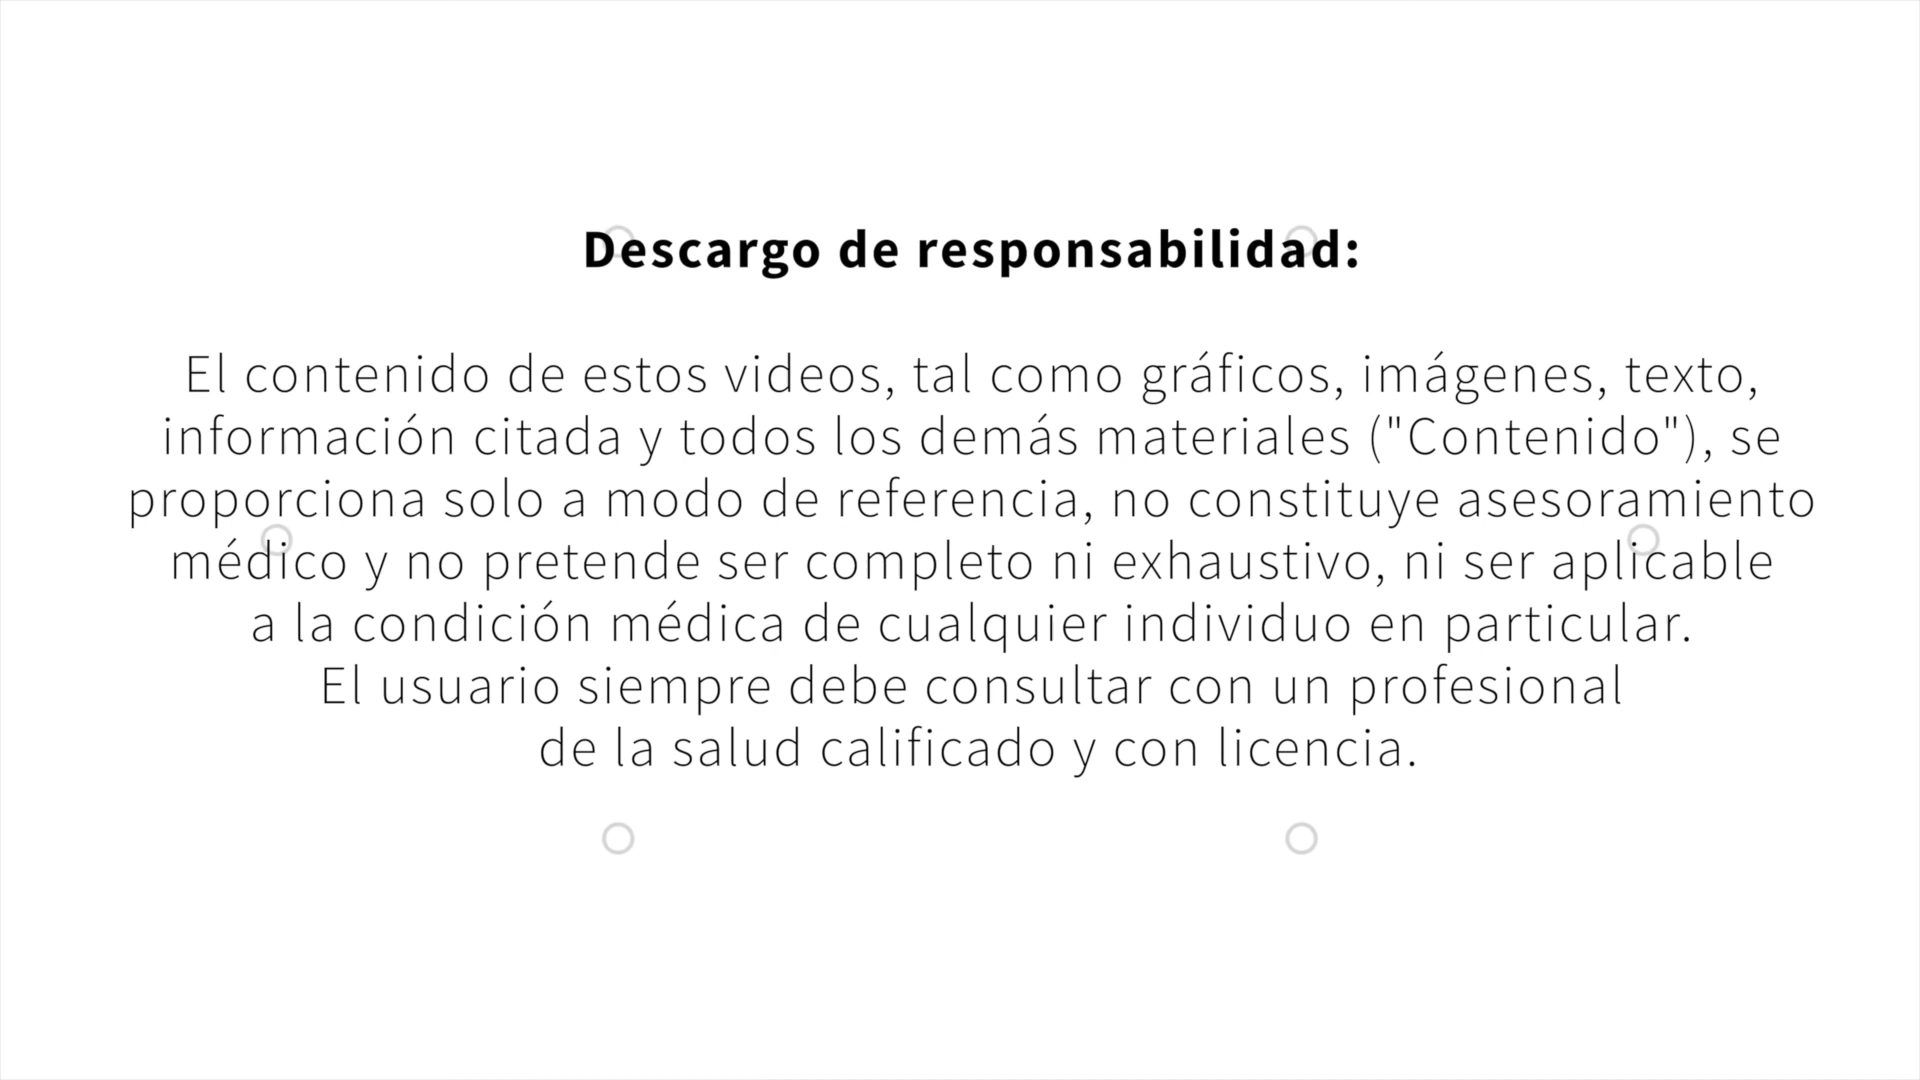 Descargo de responsabilidad:
El contenido de estos videos, tal como gráficos, imágenes, texto,
información citada y todos los demás materiales ("Contenido"), se
proporciona solo a modo de referencia, no constituye asesoramiento
médico y no pretende ser completo ni exhaustivo, ni ser aplicable
a la condición médica de cualquier individuo en particular.
El usuario siempre debe consultar con un profesional
de la salud calificado y con licencia.